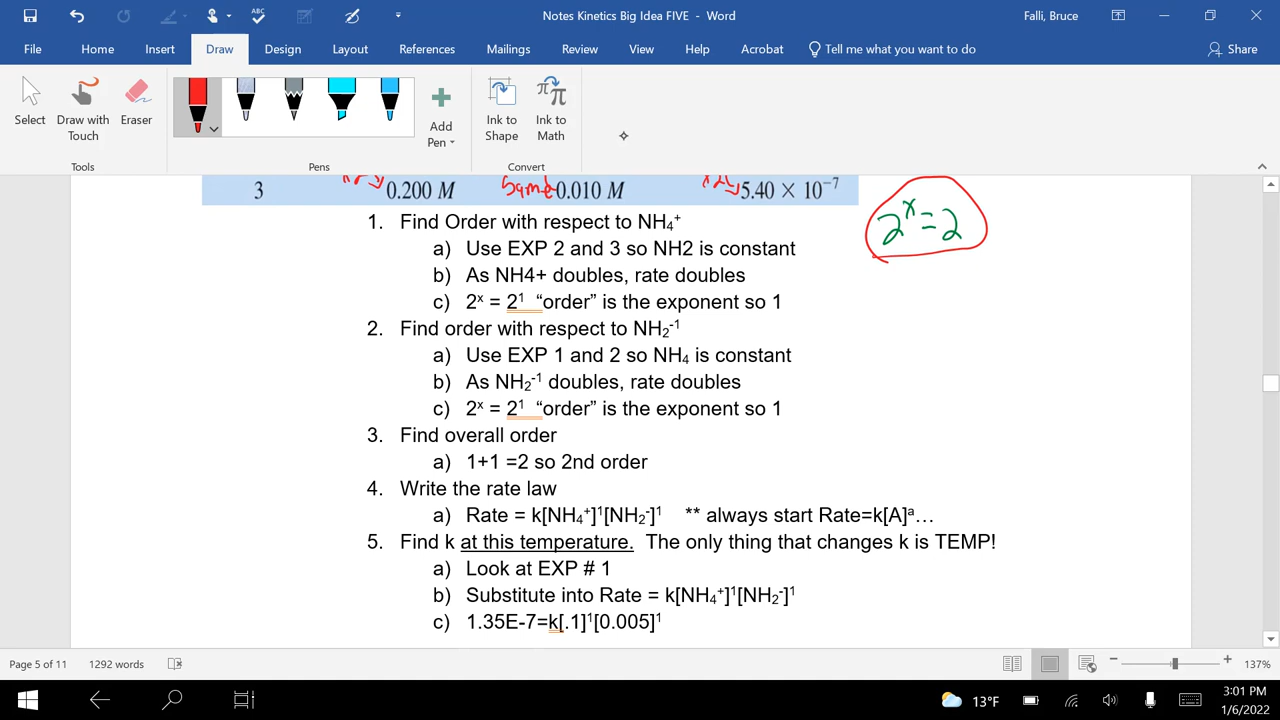 Notes Kinetics Big Idea FIVE - Word
Falli, Bruce
File Home Insert Draw Design Layout References Mailings Review View Help Acrobat Tell me what you want to do Share
ABC
Select
Draw with Touch
Eraser
Add Pen
Ink to Shape
Ink to Math
Tools
Pens
Convert
3 0.200 M same 0.010 M x2 5.40 × 10⁻⁷
2ˣ = 2
1. Find Order with respect to NH₄⁺
a) Use EXP 2 and 3 so NH2 is constant
b) As NH4+ doubles, rate doubles
c) 2ˣ = 2¹ “order” is the exponent so 1
2. Find order with respect to NH₂⁻¹
a) Use EXP 1 and 2 so NH₄ is constant
b) As NH₂⁻¹ doubles, rate doubles
c) 2ˣ = 2¹ “order” is the exponent so 1
3. Find overall order
a) 1+1 =2 so 2nd order
4. Write the rate law
a) Rate = k[NH₄⁺]¹[NH₂⁻]¹ ** always start Rate=k[A]ᵃ…
5. Find k at this temperature. The only thing that changes k is TEMP!
a) Look at EXP # 1
b) Substitute into Rate = k[NH₄⁺]¹[NH₂⁻]¹
c) 1.35E-7=k[.1]¹[0.005]¹
Page 5 of 11 1292 words 137%
13°F
3:01 PM
1/6/2022